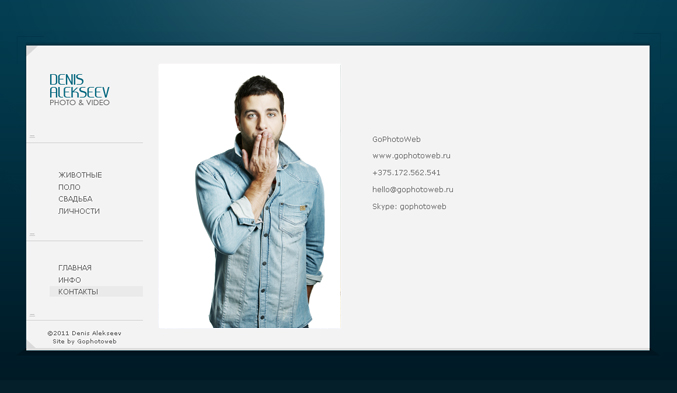 DENIS
ALEKSEEV
PHOTO & VIDEO
ЖИВОТНЫЕ
ПОЛО
СВАДЬБА
ЛИЧНОСТИ
ГЛАВНАЯ
ИНФО
КОНТАКТЫ
©2011 Denis Alekseev
Site by Gophotoweb
GoPhotoWeb
www.gophotoweb.ru
+375.172.562.541
hello@gophotoweb.ru
Skype: gophotoweb